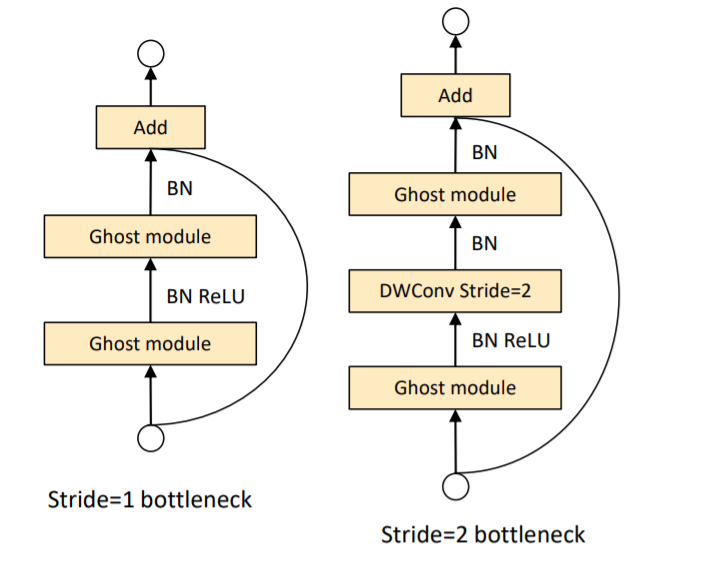 Add
BN
Ghost module
BN ReLU
Ghost module
Stride=1 bottleneck
Add
BN
Ghost module
BN
DWConv Stride=2
BN ReLU
Ghost module
Stride=2 bottleneck